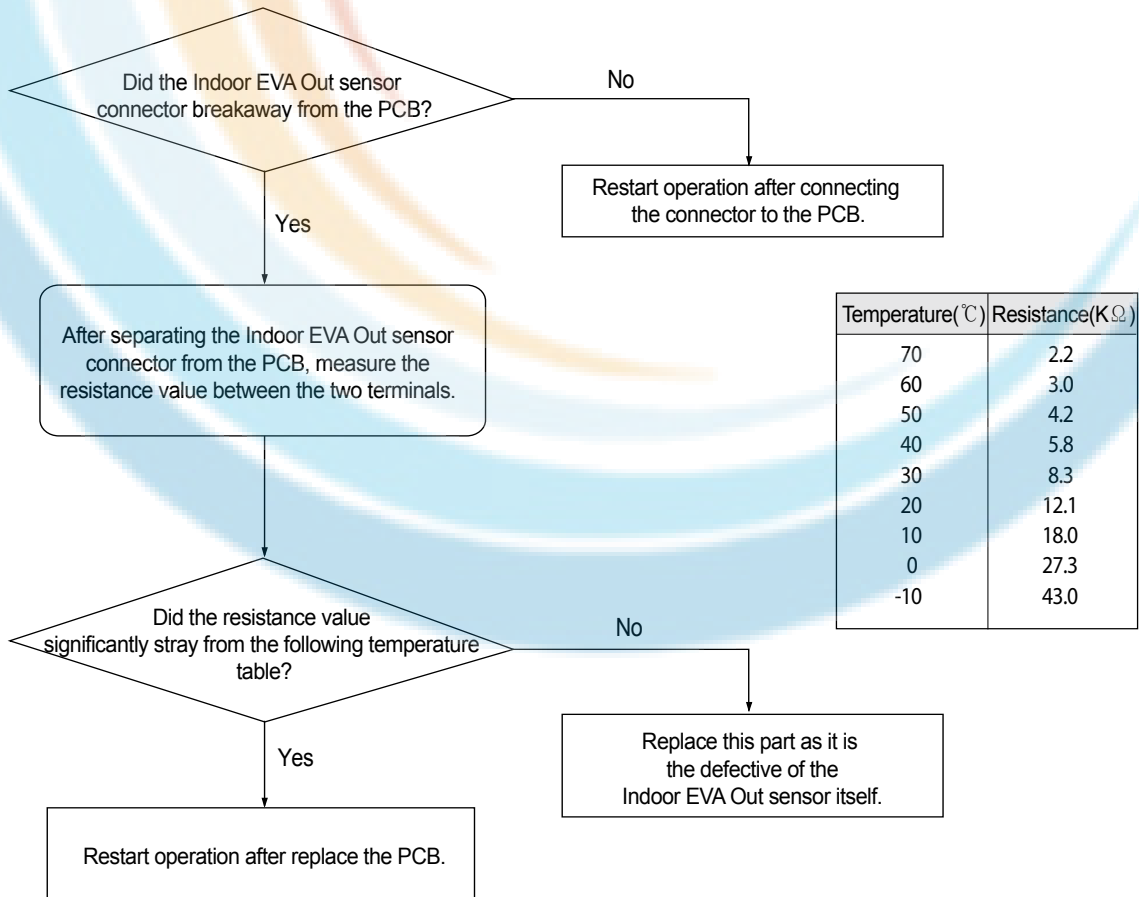 Did the Indoor EVA Out sensor
connector breakaway from the PCB?
No
Restart operation after connecting
the connector to the PCB.
Yes
After separating the Indoor EVA Out sensor
connector from the PCB, measure the
resistance value between the two terminals.
Temperature(℃) Resistance(KΩ)
70 2.2
60 3.0
50 4.2
40 5.8
30 8.3
20 12.1
10 18.0
0 27.3
-10 43.0
Did the resistance value
significantly stray from the following temperature
table?
No
Replace this part as it is
the defective of the
Indoor EVA Out sensor itself.
Yes
Restart operation after replace the PCB.